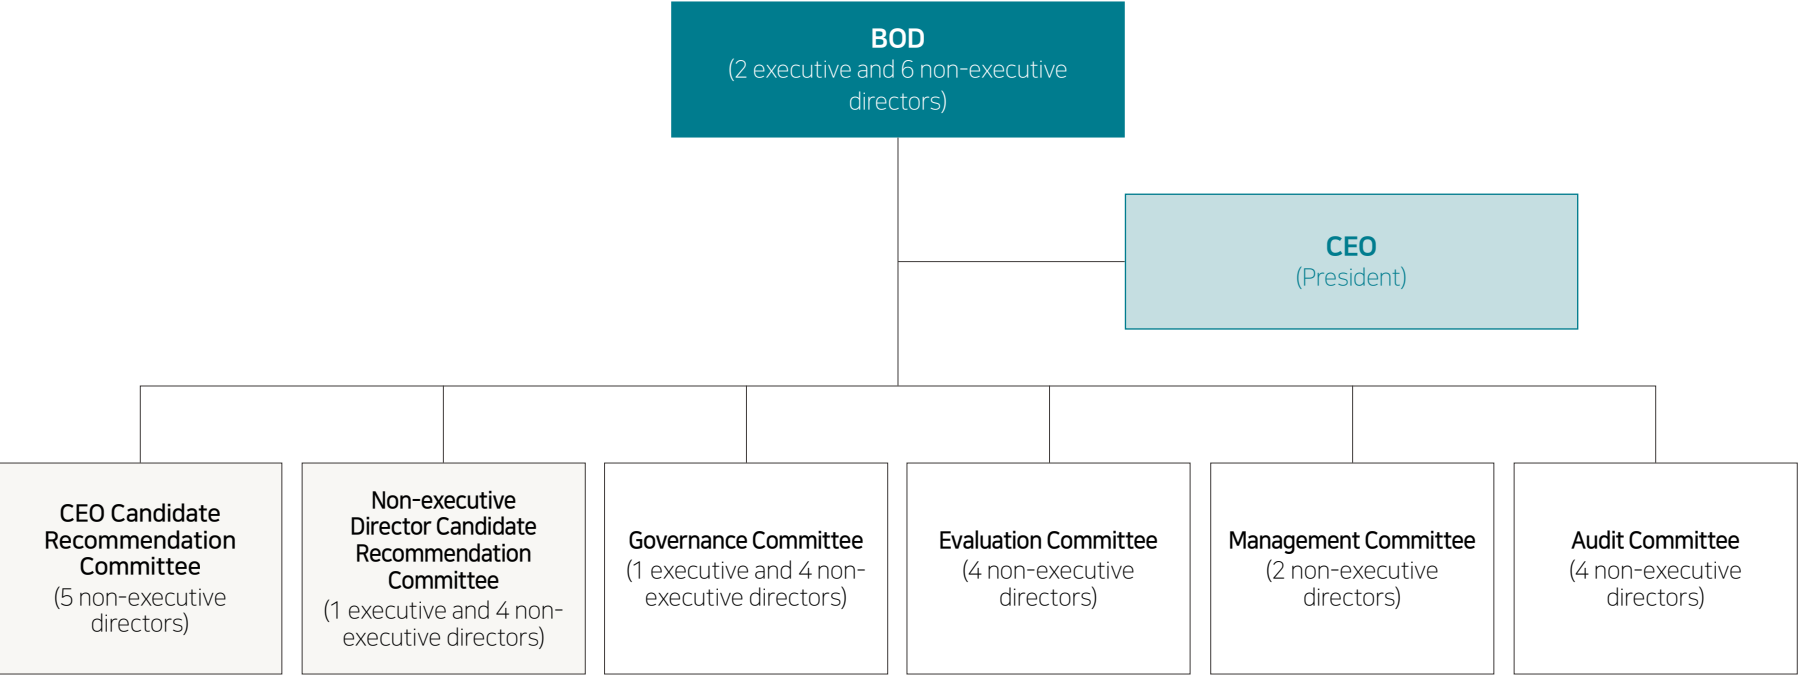 BOD
(2 executive and 6 non-executive
directors)
CEO
(President)
CEO Candidate
Recommendation
Committee
(5 non-executive
directors)
Non-executive
Director Candidate
Recommendation
Committee
(1 executive and 4 non-
executive directors)
Governance Committee
(1 executive and 4 non-
executive directors)
Evaluation Committee
(4 non-executive
directors)
Management Committee
(2 non-executive
directors)
Audit Committee
(4 non-executive
directors)